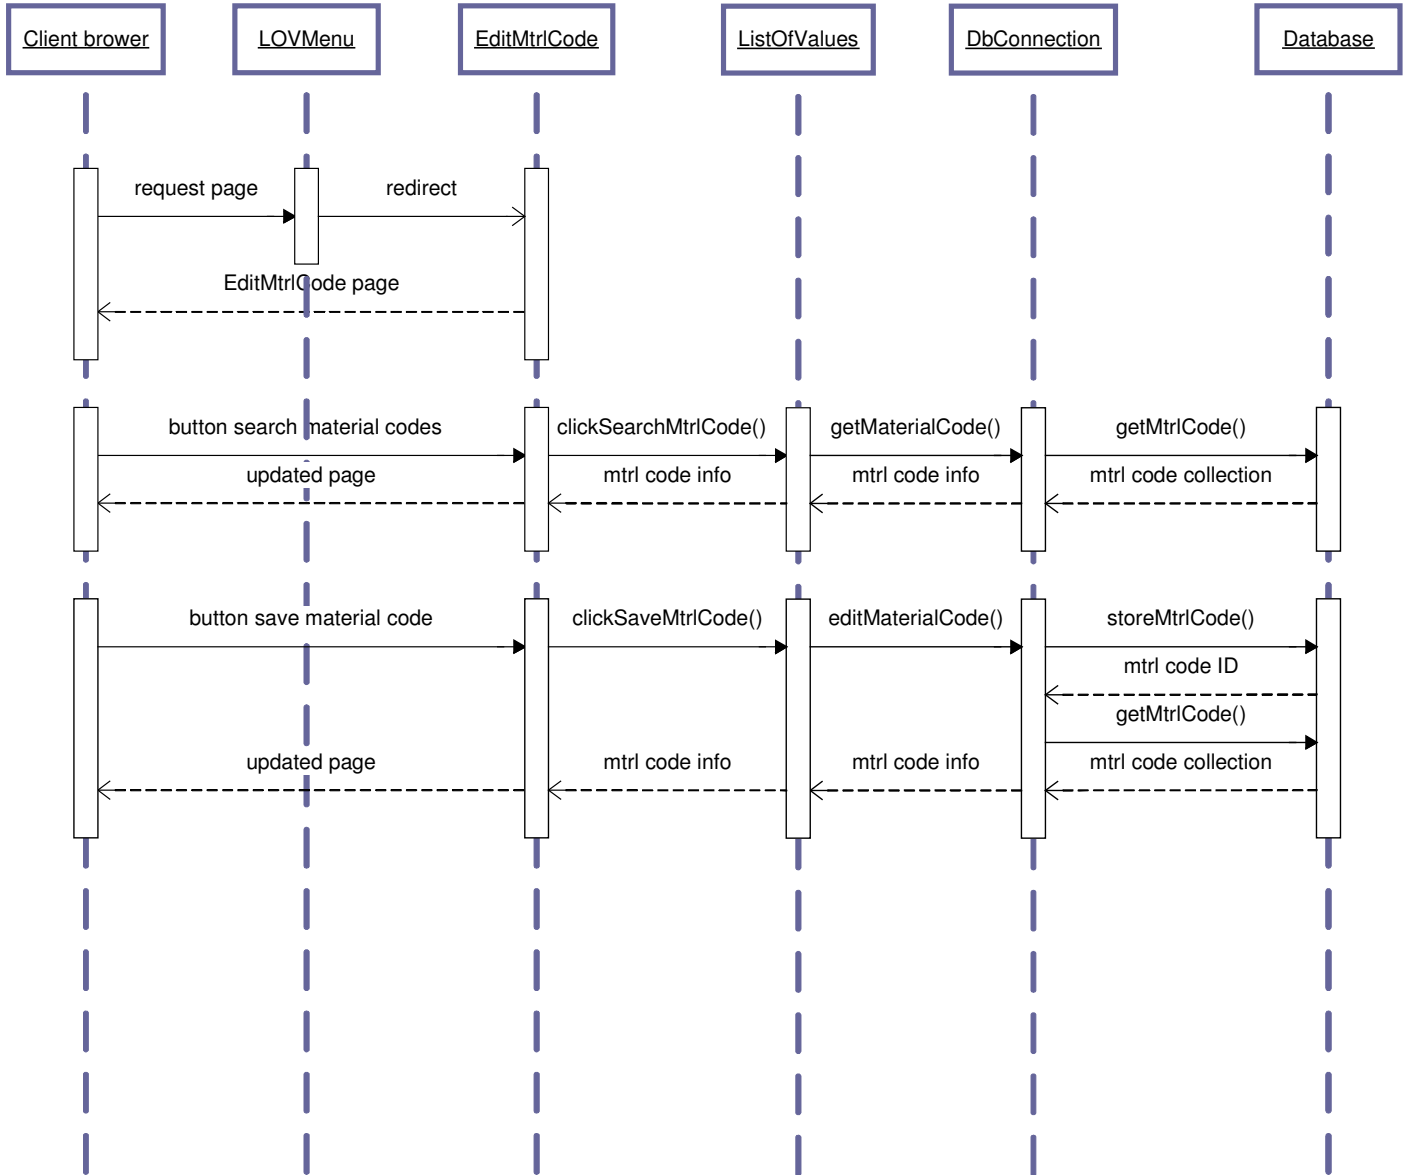 Client brower
LOVMenu
EditMtrlCode
ListOfValues
DbConnection
Database
request page
redirect
EditMtrlCode page
button search material codes
clickSearchMtrlCode()
getMaterialCode()
getMtrlCode()
updated page
mtrl code info
mtrl code info
mtrl code collection
button save material code
clickSaveMtrlCode()
editMaterialCode()
storeMtrlCode()
mtrl code ID
getMtrlCode()
updated page
mtrl code info
mtrl code info
mtrl code collection